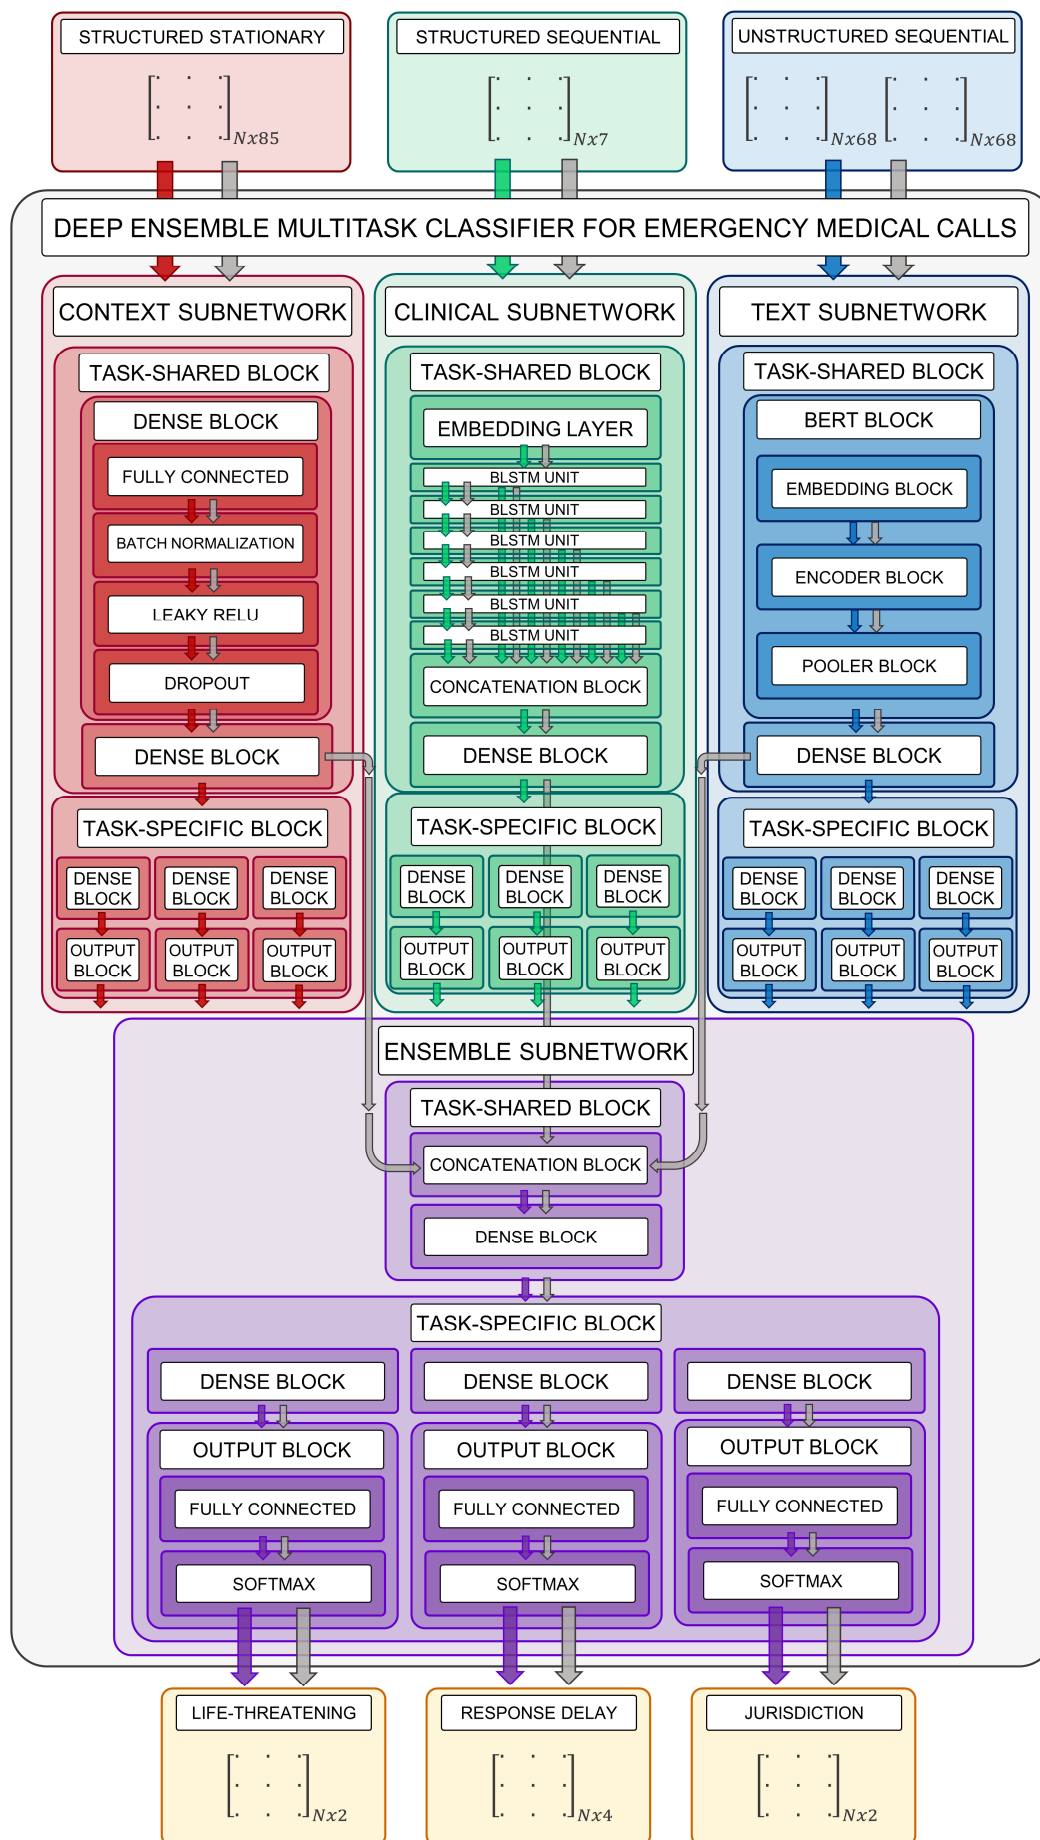 STRUCTURED STATIONARY
STRUCTURED SEQUENTIAL
UNSTRUCTURED SEQUENTIAL
Nx85
Nx7
Nx68
Nx68
DEEP ENSEMBLE MULTITASK CLASSIFIER FOR EMERGENCY MEDICAL CALLS
CONTEXT SUBNETWORK
TASK-SHARED BLOCK
DENSE BLOCK
FULLY CONNECTED
BATCH NORMALIZATION
LEAKY RELU
DROPOUT
DENSE BLOCK
TASK-SPECIFIC BLOCK
DENSE
BLOCK
DENSE
BLOCK
DENSE
BLOCK
OUTPUT
BLOCK
OUTPUT
BLOCK
OUTPUT
BLOCK
CLINICAL SUBNETWORK
TASK-SHARED BLOCK
EMBEDDING LAYER
BLSTM UNIT
BLSTM UNIT
BLSTM UNIT
BLSTM UNIT
BLSTM UNIT
BLSTM UNIT
CONCATENATION BLOCK
DENSE BLOCK
TASK-SPECIFIC BLOCK
DENSE
BLOCK
DENSE
BLOCK
DENSE
BLOCK
OUTPUT
BLOCK
OUTPUT
BLOCK
OUTPUT
BLOCK
TEXT SUBNETWORK
TASK-SHARED BLOCK
BERT BLOCK
EMBEDDING BLOCK
ENCODER BLOCK
POOLER BLOCK
DENSE BLOCK
TASK-SPECIFIC BLOCK
DENSE
BLOCK
DENSE
BLOCK
DENSE
BLOCK
OUTPUT
BLOCK
OUTPUT
BLOCK
OUTPUT
BLOCK
ENSEMBLE SUBNETWORK
TASK-SHARED BLOCK
CONCATENATION BLOCK
DENSE BLOCK
TASK-SPECIFIC BLOCK
DENSE BLOCK
OUTPUT BLOCK
FULLY CONNECTED
SOFTMAX
DENSE BLOCK
OUTPUT BLOCK
FULLY CONNECTED
SOFTMAX
DENSE BLOCK
OUTPUT BLOCK
FULLY CONNECTED
SOFTMAX
LIFE-THREATENING
RESPONSE DELAY
JURISDICTION
Nx2
Nx4
Nx2